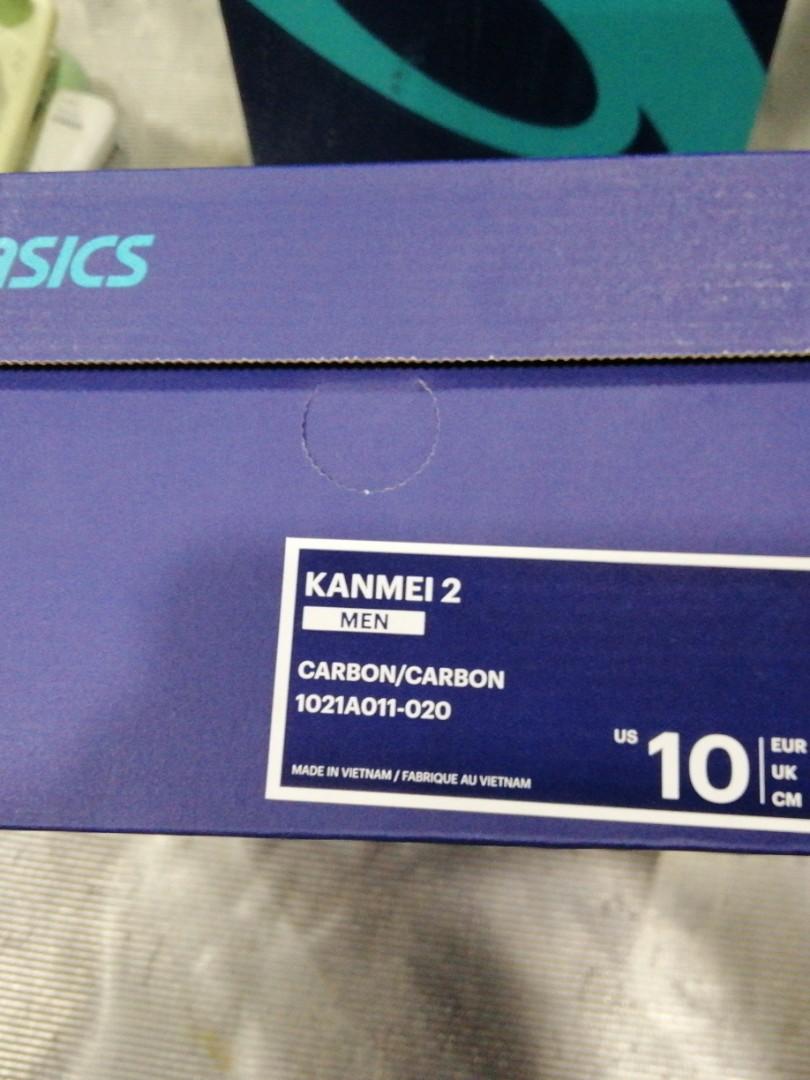 ASICS
KANMEI 2
MEN
CARBON/CARBON
1021A011-020
MADE IN VIETNAM / FABRIQUE AU VIETNAM
US 10 EUR
UK
CM